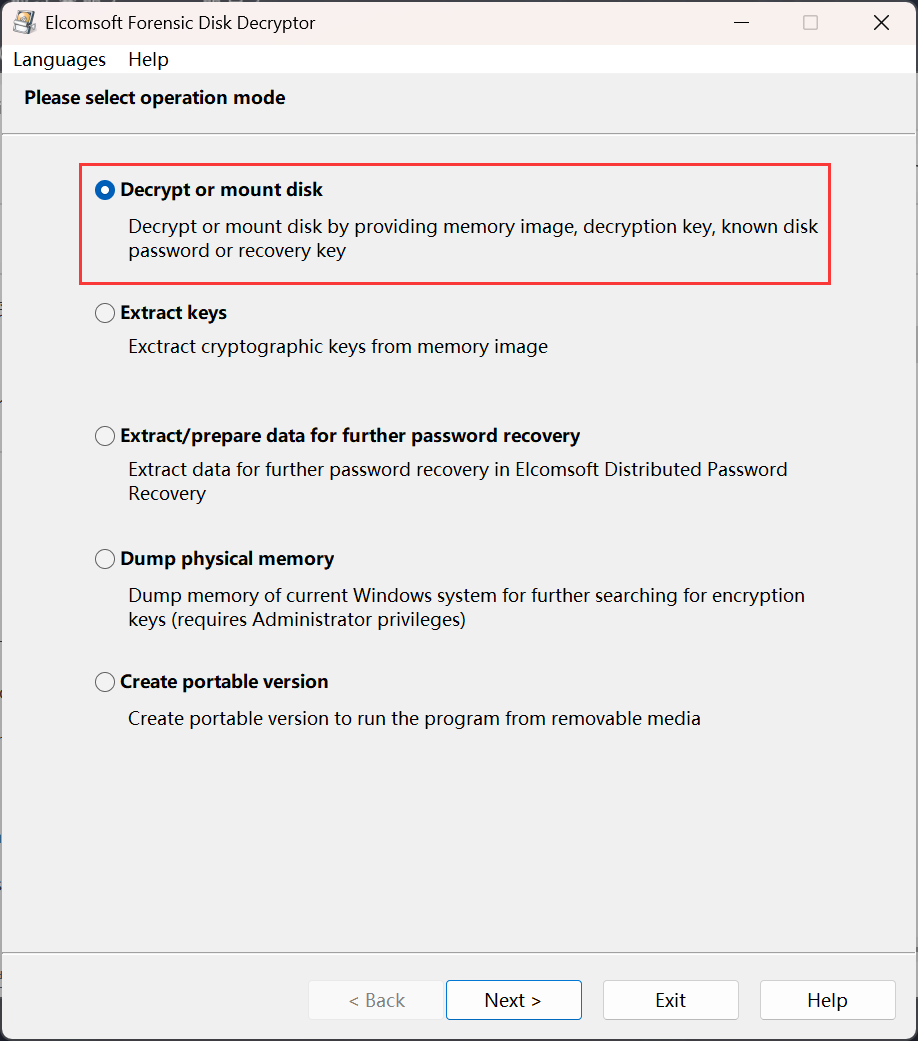 Elcomsoft Forensic Disk Decryptor
Languages Help
Please select operation mode
Decrypt or mount disk
Decrypt or mount disk by providing memory image, decryption key, known disk
password or recovery key
Extract keys
Exctract cryptographic keys from memory image
Extract/prepare data for further password recovery
Extract data for further password recovery in Elcomsoft Distributed Password
Recovery
Dump physical memory
Dump memory of current Windows system for further searching for encryption
keys (requires Administrator privileges)
Create portable version
Create portable version to run the program from removable media
< Back Next > Exit Help